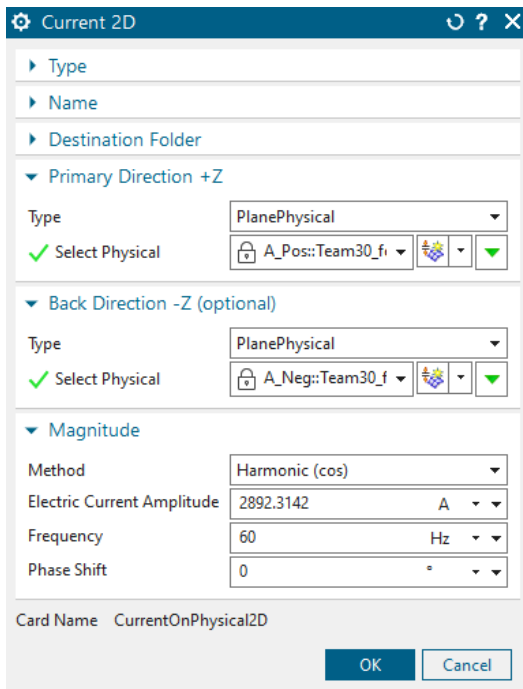 Current 2D
Type
Name
Destination Folder
Primary Direction +Z
Type PlanePhysical
Select Physical A_Pos::Team30_f
Back Direction -Z (optional)
Type PlanePhysical
Select Physical A_Neg::Team30_f
Magnitude
Method Harmonic (cos)
Electric Current Amplitude 2892.3142 A
Frequency 60 Hz
Phase Shift 0 °
Card Name CurrentOnPhysical2D
OK Cancel